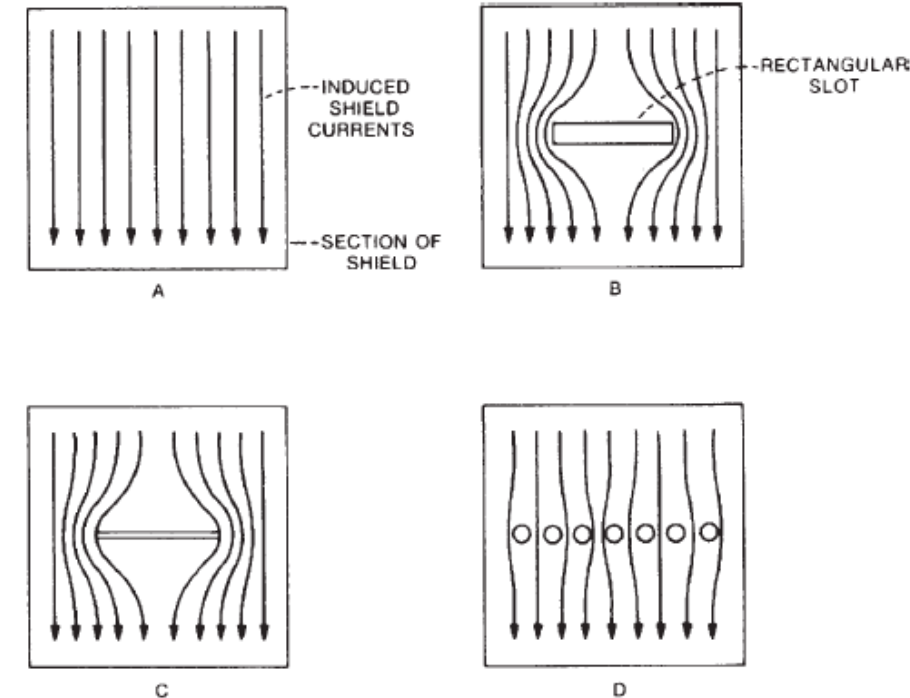 INDUCED
SHIELD
CURRENTS
SECTION OF
SHIELD
A
RECTANGULAR
SLOT
B
C
D